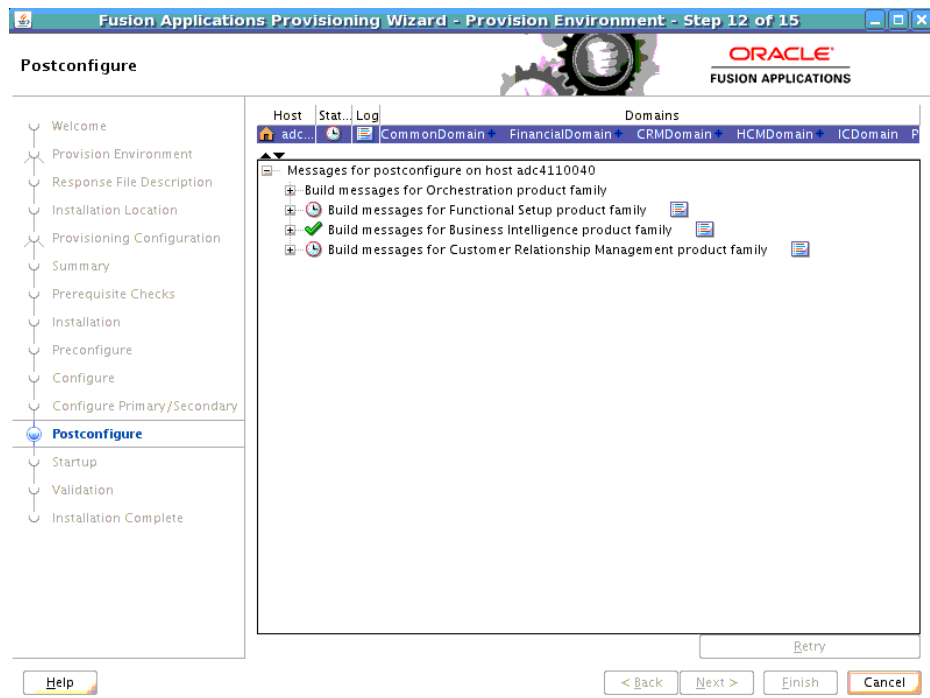 Fusion Applications Provisioning Wizard - Provision Environment - Step 12 of 15
Postconfigure
ORACLE
FUSION APPLICATIONS
Welcome
Provision Environment
Response File Description
Installation Location
Provisioning Configuration
Summary
Prerequisite Checks
Installation
Preconfigure
Configure
Configure Primary/Secondary
Postconfigure
Startup
Validation
Installation Complete
Host Stat... Log Domains
adc... CommonDomain+ FinancialDomain+ CRMDomain+ HCMDomain+ ICDomain P
Messages for postconfigure on host adc4110040
Build messages for Orchestration product family
Build messages for Functional Setup product family
Build messages for Business Intelligence product family
Build messages for Customer Relationship Management product family
Retry
Help < Back Next > Finish Cancel